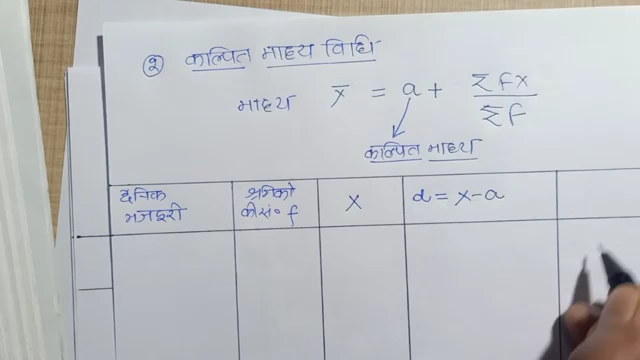 ② कल्पित माध्य विधि
माध्य x̄ = a + Σfx / Σf
कल्पित माध्य
दैनिक मजदूरी
श्रमिको की सं० f
x
d = x-a